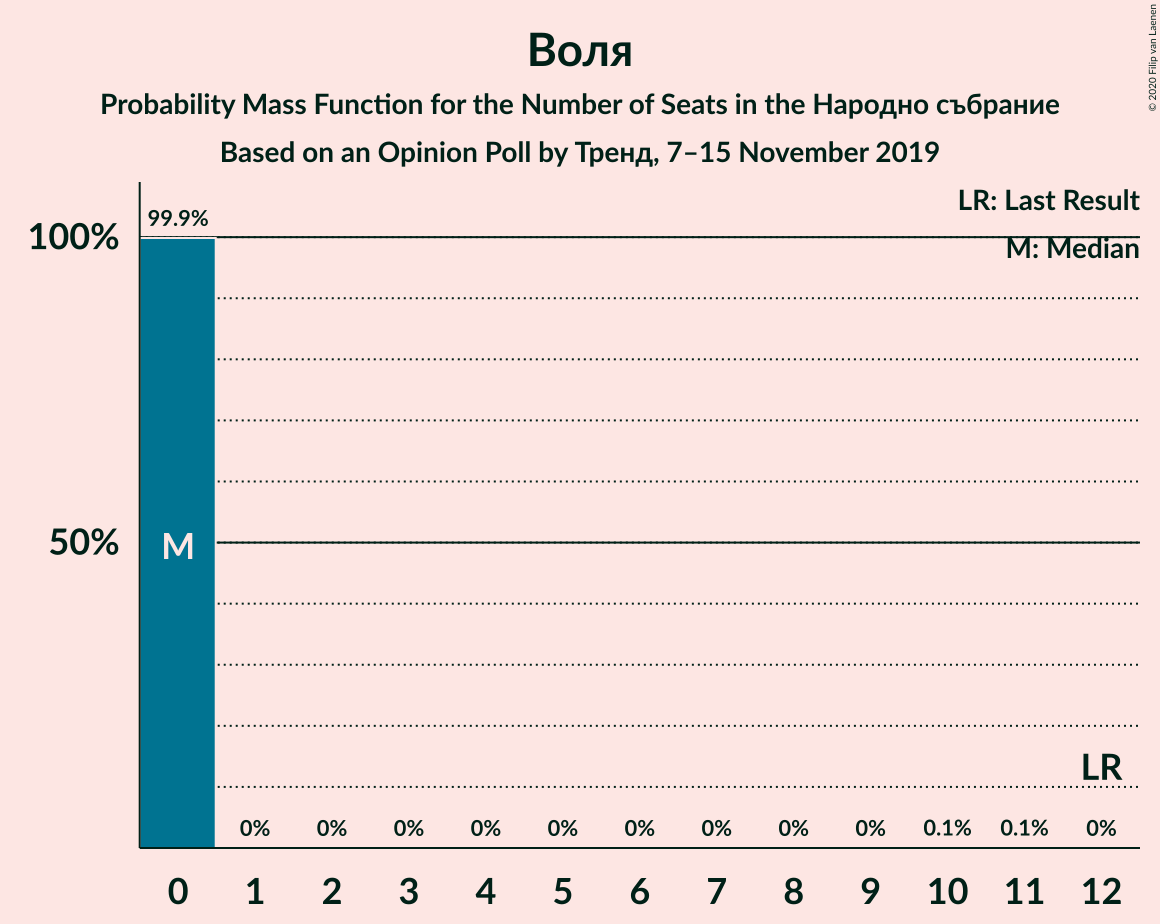 Воля
Probability Mass Function for the Number of Seats in the Народно събрание
Based on an Opinion Poll by Тренд, 7–15 November 2019
© 2020 Filip van Laenen
LR: Last Result
M: Median
99.9%
100%
50%
M
LR
0% 0% 0% 0% 0% 0% 0% 0% 0% 0.1% 0.1% 0%
0 1 2 3 4 5 6 7 8 9 10 11 12